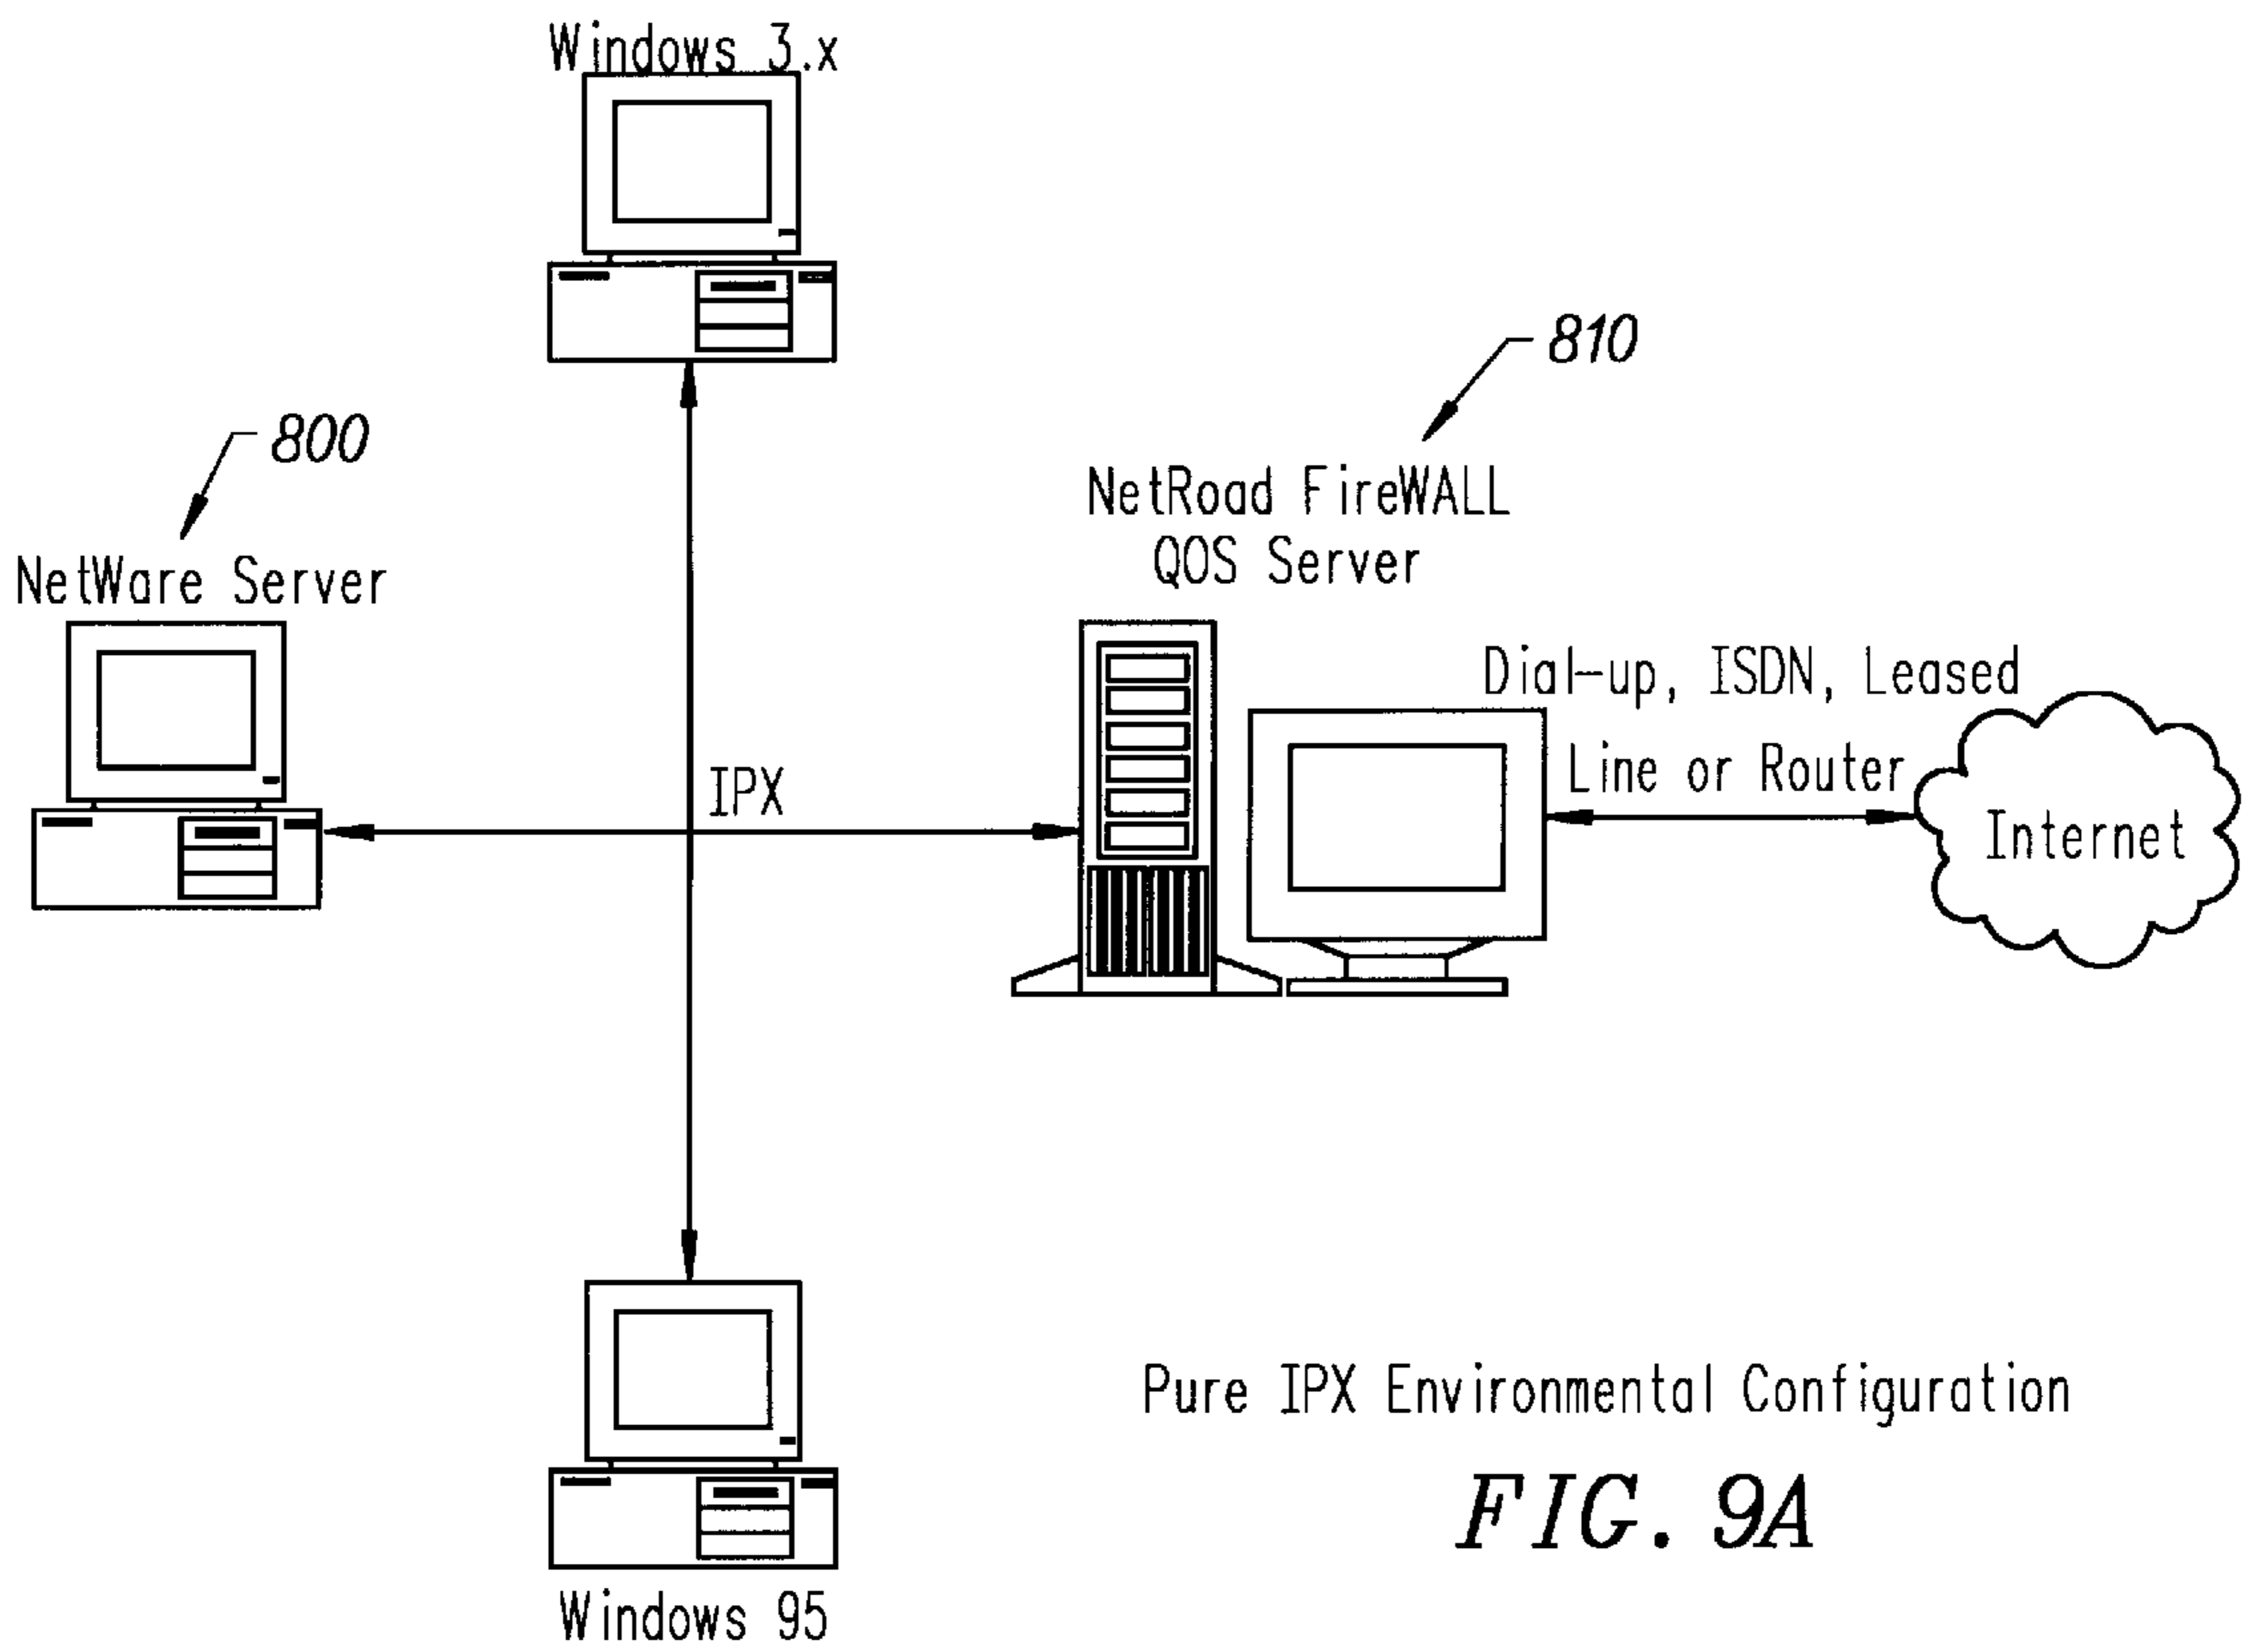 Windows 3.x
810
800
NetRoad FireWALL
QOS Server
NetWare Server
Dial-up, ISDN, Leased
Line or Router
IPX
Internet
Pure IPX Environmental Configuration
FIG. 9A
Windows 95